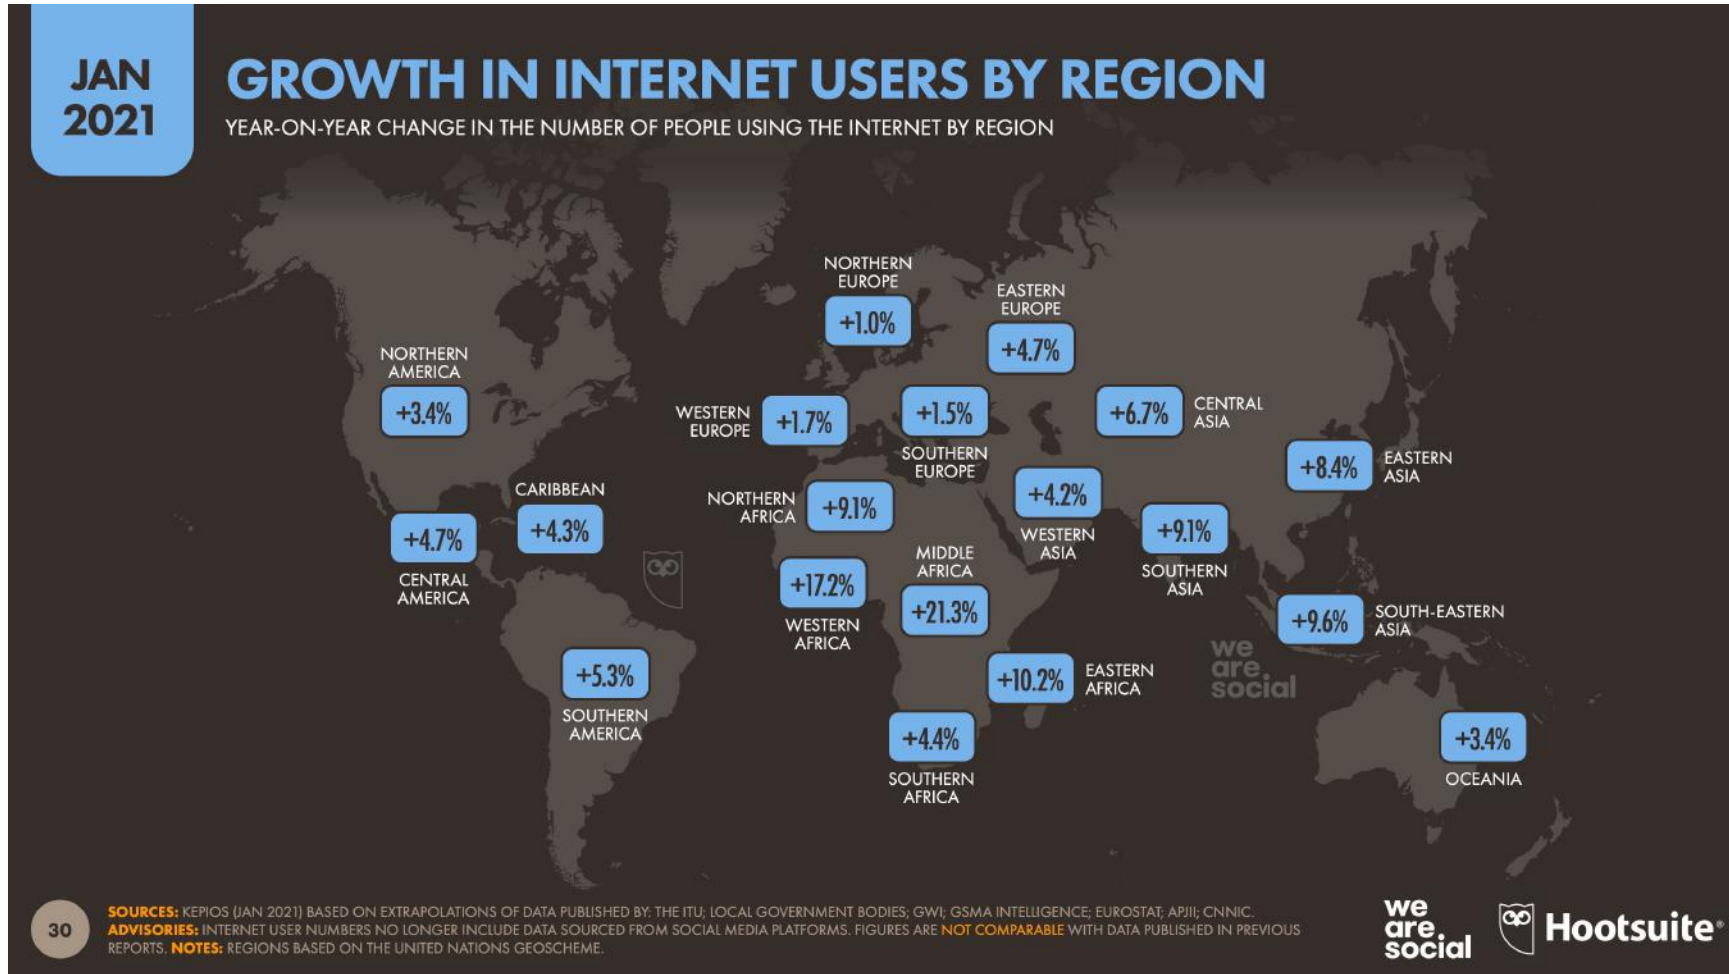 JAN
2021
GROWTH IN INTERNET USERS BY REGION
YEAR-ON-YEAR CHANGE IN THE NUMBER OF PEOPLE USING THE INTERNET BY REGION
NORTHERN
EUROPE
+1.0%
EASTERN
EUROPE
+4.7%
NORTHERN
AMERICA
+3.4%
WESTERN
EUROPE
+1.7%
+1.5%
SOUTHERN
EUROPE
+6.7%
CENTRAL
ASIA
+8.4%
EASTERN
ASIA
CARIBBEAN
+4.3%
+4.7%
CENTRAL
AMERICA
NORTHERN
AFRICA
+9.1%
+4.2%
WESTERN
ASIA
+9.1%
SOUTHERN
ASIA
MIDDLE
AFRICA
+21.3%
+17.2%
WESTERN
AFRICA
+9.6%
SOUTH-EASTERN
ASIA
we
are
social
+5.3%
SOUTHERN
AMERICA
+10.2%
EASTERN
AFRICA
+4.4%
SOUTHERN
AFRICA
+3.4%
OCEANIA
30
SOURCES: KEPIOS (JAN 2021) BASED ON EXTRAPOLATIONS OF DATA PUBLISHED BY: THE ITU; LOCAL GOVERNMENT BODIES; GWI; GSMA INTELLIGENCE; EUROSTAT; APJII; CNNIC.
ADVISORIES: INTERNET USER NUMBERS NO LONGER INCLUDE DATA SOURCED FROM SOCIAL MEDIA PLATFORMS. FIGURES ARE NOT COMPARABLE WITH DATA PUBLISHED IN PREVIOUS
REPORTS. NOTES: REGIONS BASED ON THE UNITED NATIONS GEOSCHEME.
we
are
social
Hootsuite®